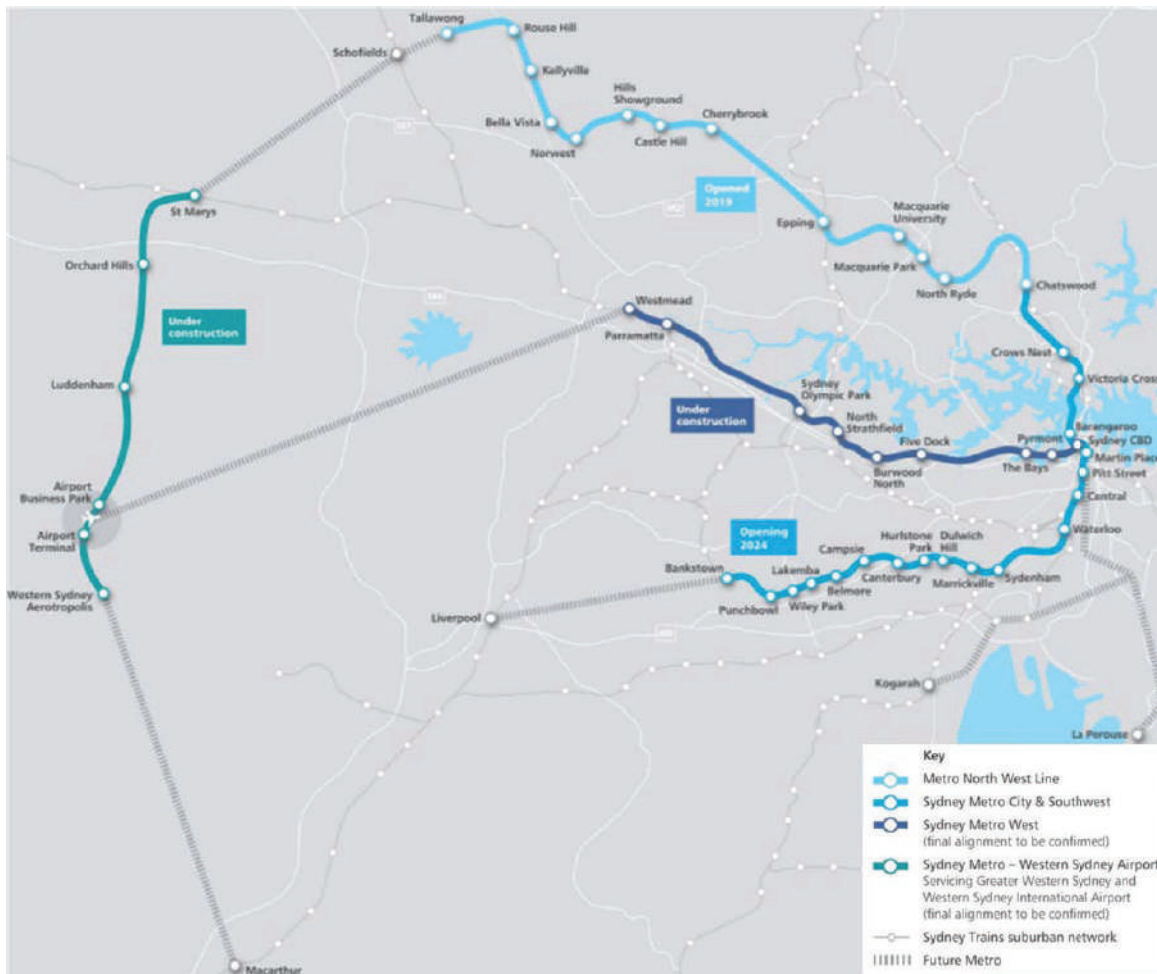 Tallawong
Rouse Hill
Schofields
Kellyville
Hills
Showground
Cherrybrook
Bella Vista
Norwest
Castle Hill
Opened
2019
St Marys
Macquarie
University
Epping
Orchard Hills
Macquarie Park
North Ryde
Chatswood
Westmead
Parramatta
Under
construction
Crows Nest
Luddenham
Victoria Cross
Sydney
Olympic Park
Under
construction
North
Strathfield
Barangaroo
Five Dock
Pyrmont
Sydney CBD
Martin Place
The Bays
Burwood
North
Pitt Street
Airport
Business Park
Central
Airport
Terminal
Opening
2024
Waterloo
Hurlstone
Park
Dulwich
Hill
Campsie
Bankstown
Lakemba
Canterbury
Belmore
Marrickville
Sydenham
Western Sydney
Aerotropolis
Punchbowl
Wiley Park
Liverpool
Kogarah
La Perouse
Macarthur
Key
Metro North West Line
Sydney Metro City & Southwest
Sydney Metro West
(final alignment to be confirmed)
Sydney Metro – Western Sydney Airport
Servicing Greater Western Sydney and
Western Sydney International Airport
(final alignment to be confirmed)
Sydney Trains suburban network
Future Metro